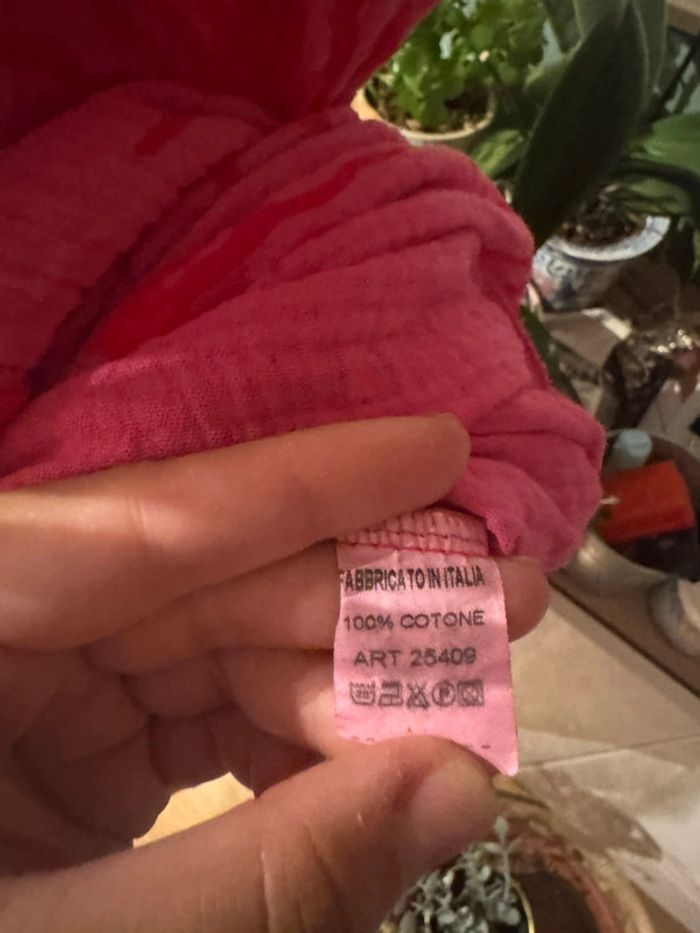 FABBRICATO IN ITALIA
100% COTONE
ART 25409